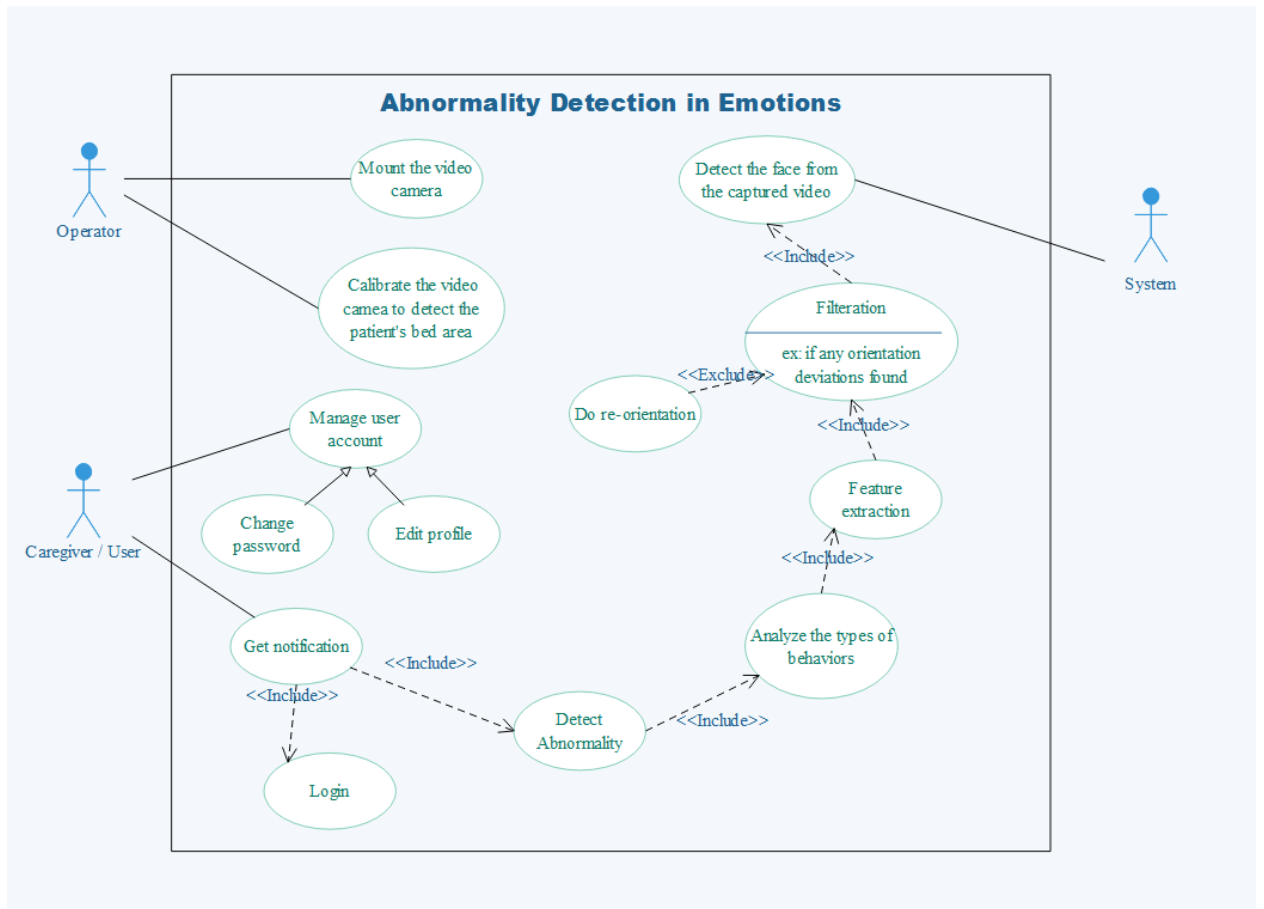 Abnormality Detection in Emotions
Operator
Mount the video
camera
Calibrate the video
camea to detect the
patient's bed area
Detect the face from
the captured video
System
<<Include>>
Filteration
ex: if any orientation
deviations found
<<Exclude>>
Do re-orientation
<<Include>>
Feature
extraction
<<Include>>
Analyze the types of
behaviors
Manage user
account
Change
password
Edit profile
Caregiver / User
Get notification
<<Include>>
<<Include>>
Detect
Abnormality
<<Include>>
Login